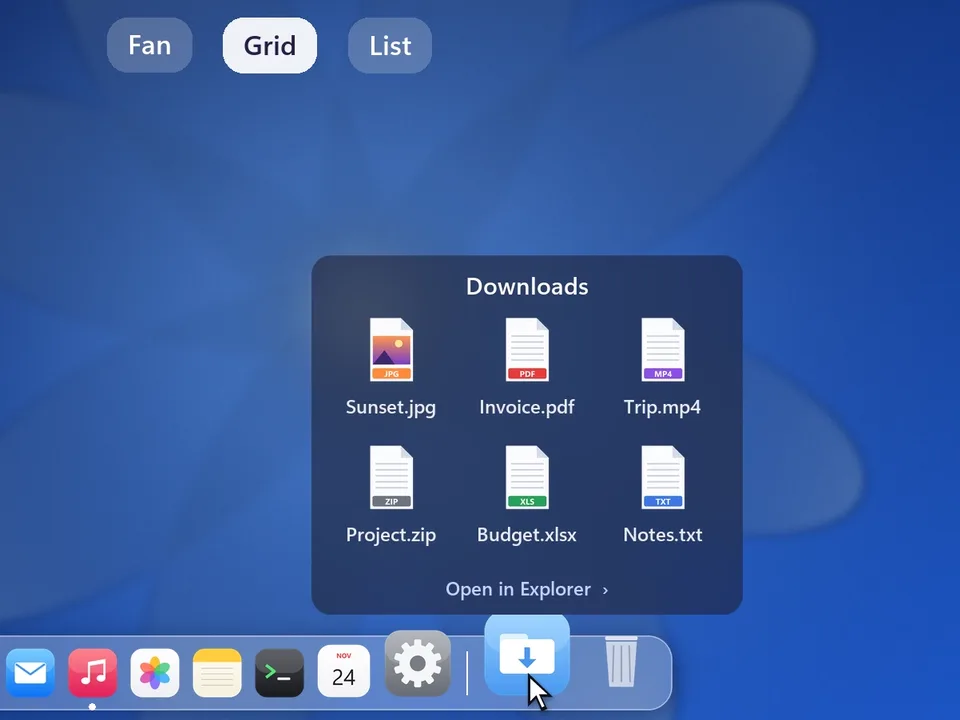 Fan Grid List
Downloads
JPG PDF MP4
Sunset.jpg Invoice.pdf Trip.mp4
ZIP XLS TXT
Project.zip Budget.xlsx Notes.txt
Open in Explorer ›
NOV
24